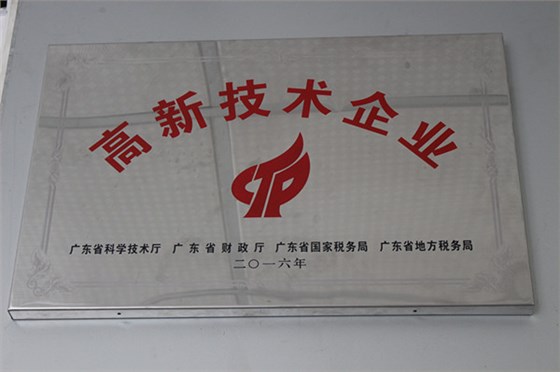 高新技术企业
广东省科学技术厅 广东省财政厅 广东省国家税务局 广东省地方税务局
二〇一六年